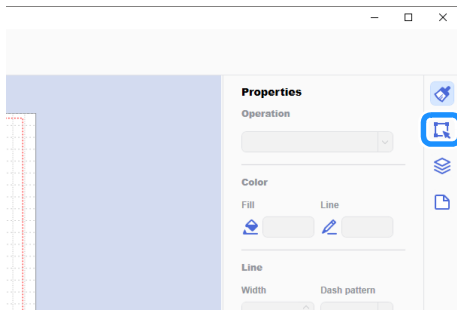 Properties
Operation
Color
Fill Line
Line
Width Dash pattern